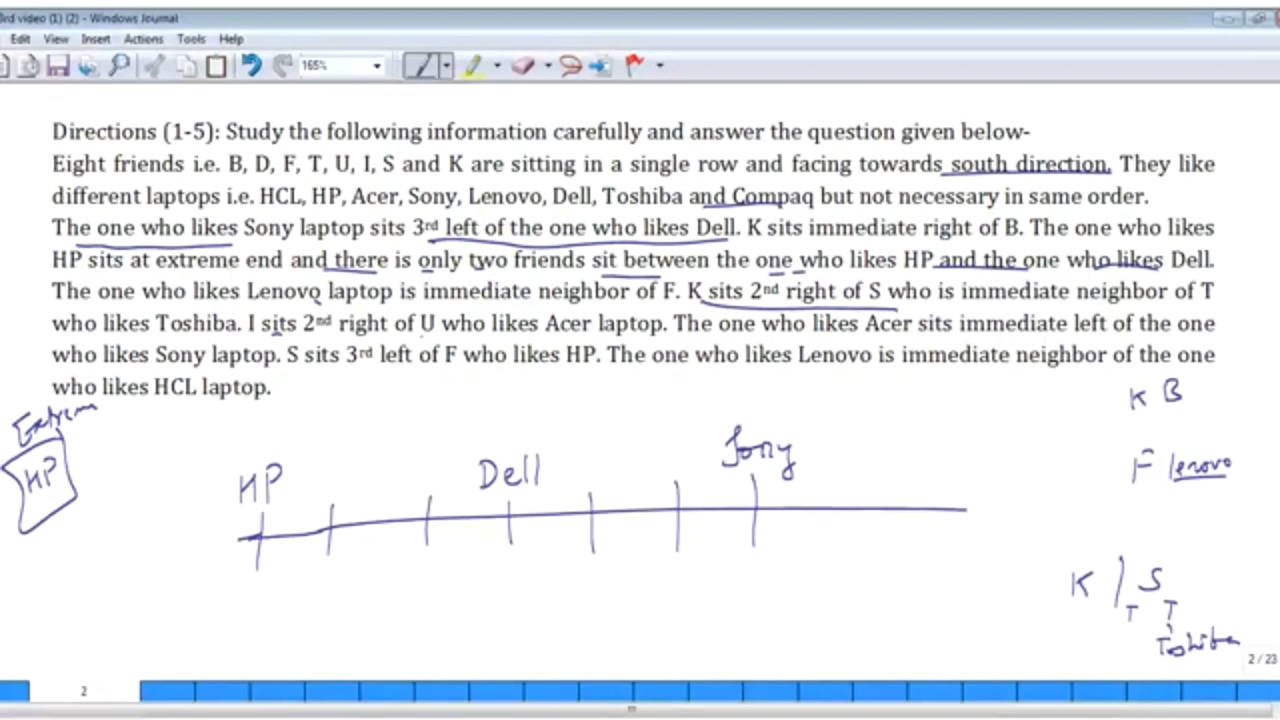 3rd video (1) (2) - Windows Journal
Edit View Insert Actions Tools Help
165%
Directions (1-5): Study the following information carefully and answer the question given below-
Eight friends i.e. B, D, F, T, U, I, S and K are sitting in a single row and facing towards south direction. They like
different laptops i.e. HCL, HP, Acer, Sony, Lenovo, Dell, Toshiba and Compaq but not necessary in same order.
The one who likes Sony laptop sits 3rd left of the one who likes Dell. K sits immediate right of B. The one who likes
HP sits at extreme end and there is only two friends sit between the one who likes HP and the one who likes Dell.
The one who likes Lenovo laptop is immediate neighbor of F. K sits 2nd right of S who is immediate neighbor of T
who likes Toshiba. I sits 2nd right of U who likes Acer laptop. The one who likes Acer sits immediate left of the one
who likes Sony laptop. S sits 3rd left of F who likes HP. The one who likes Lenovo is immediate neighbor of the one
who likes HCL laptop.
K B
Extreme
HP
HP Dell Sony
F lenovo
K / S
T T
Toshiba
2 / 23
2